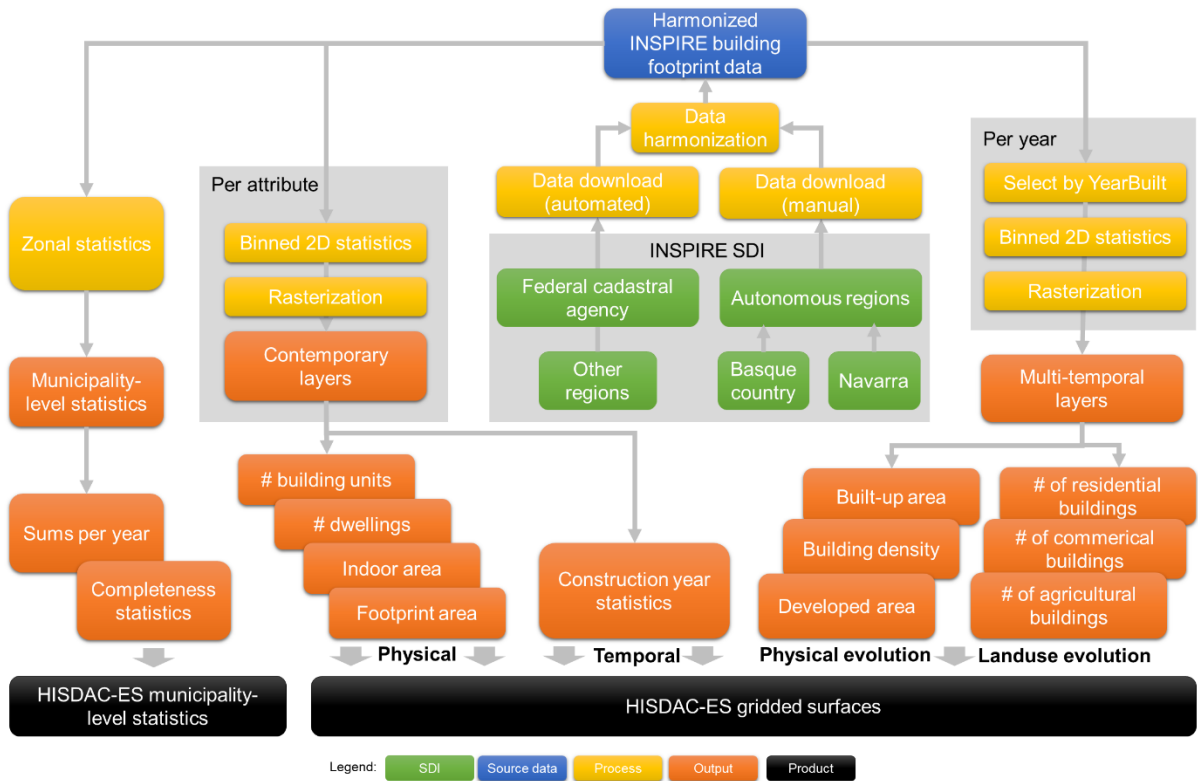 Harmonized
INSPIRE building
footprint data
Data
harmonization
Data download
(automated)
Data download
(manual)
INSPIRE SDI
Federal cadastral
agency
Autonomous regions
Other
regions
Basque
country
Navarra
Zonal statistics
Municipality-
level statistics
Sums per year
Completeness
statistics
Per attribute
Binned 2D statistics
Rasterization
Contemporary
layers
# building units
# dwellings
Indoor area
Footprint area
Construction year
statistics
Per year
Select by YearBuilt
Binned 2D statistics
Rasterization
Multi-temporal
layers
Built-up area
Building density
Developed area
# of residential
buildings
# of commerical
buildings
# of agricultural
buildings
Physical
Temporal
Physical evolution
Landuse evolution
HISDAC-ES municipality-
level statistics
HISDAC-ES gridded surfaces
Legend:
SDI
Source data
Process
Output
Product